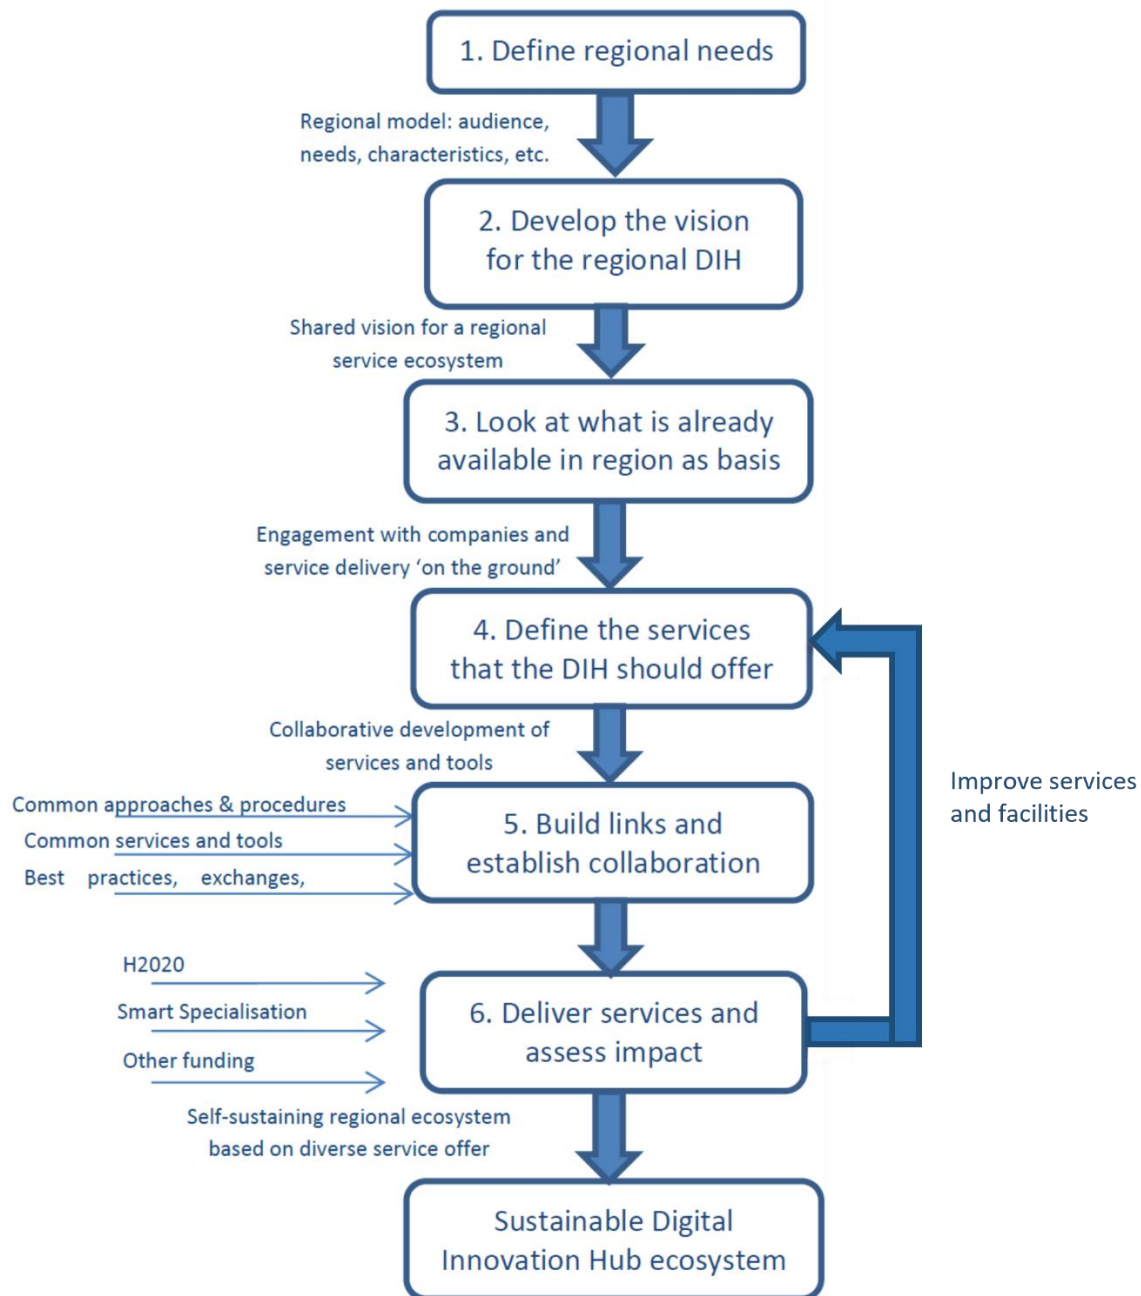 1. Define regional needs
Regional model: audience,
needs, characteristics, etc.
2. Develop the vision
for the regional DIH
Shared vision for a regional
service ecosystem
3. Look at what is already
available in region as basis
Engagement with companies and
service delivery ‘on the ground’
4. Define the services
that the DIH should offer
Collaborative development of
services and tools
Improve services
and facilities
Common approaches & procedures
Common services and tools
Best practices, exchanges,
5. Build links and
establish collaboration
H2020
Smart Specialisation
Other funding
6. Deliver services and
assess impact
Self-sustaining regional ecosystem
based on diverse service offer
Sustainable Digital
Innovation Hub ecosystem